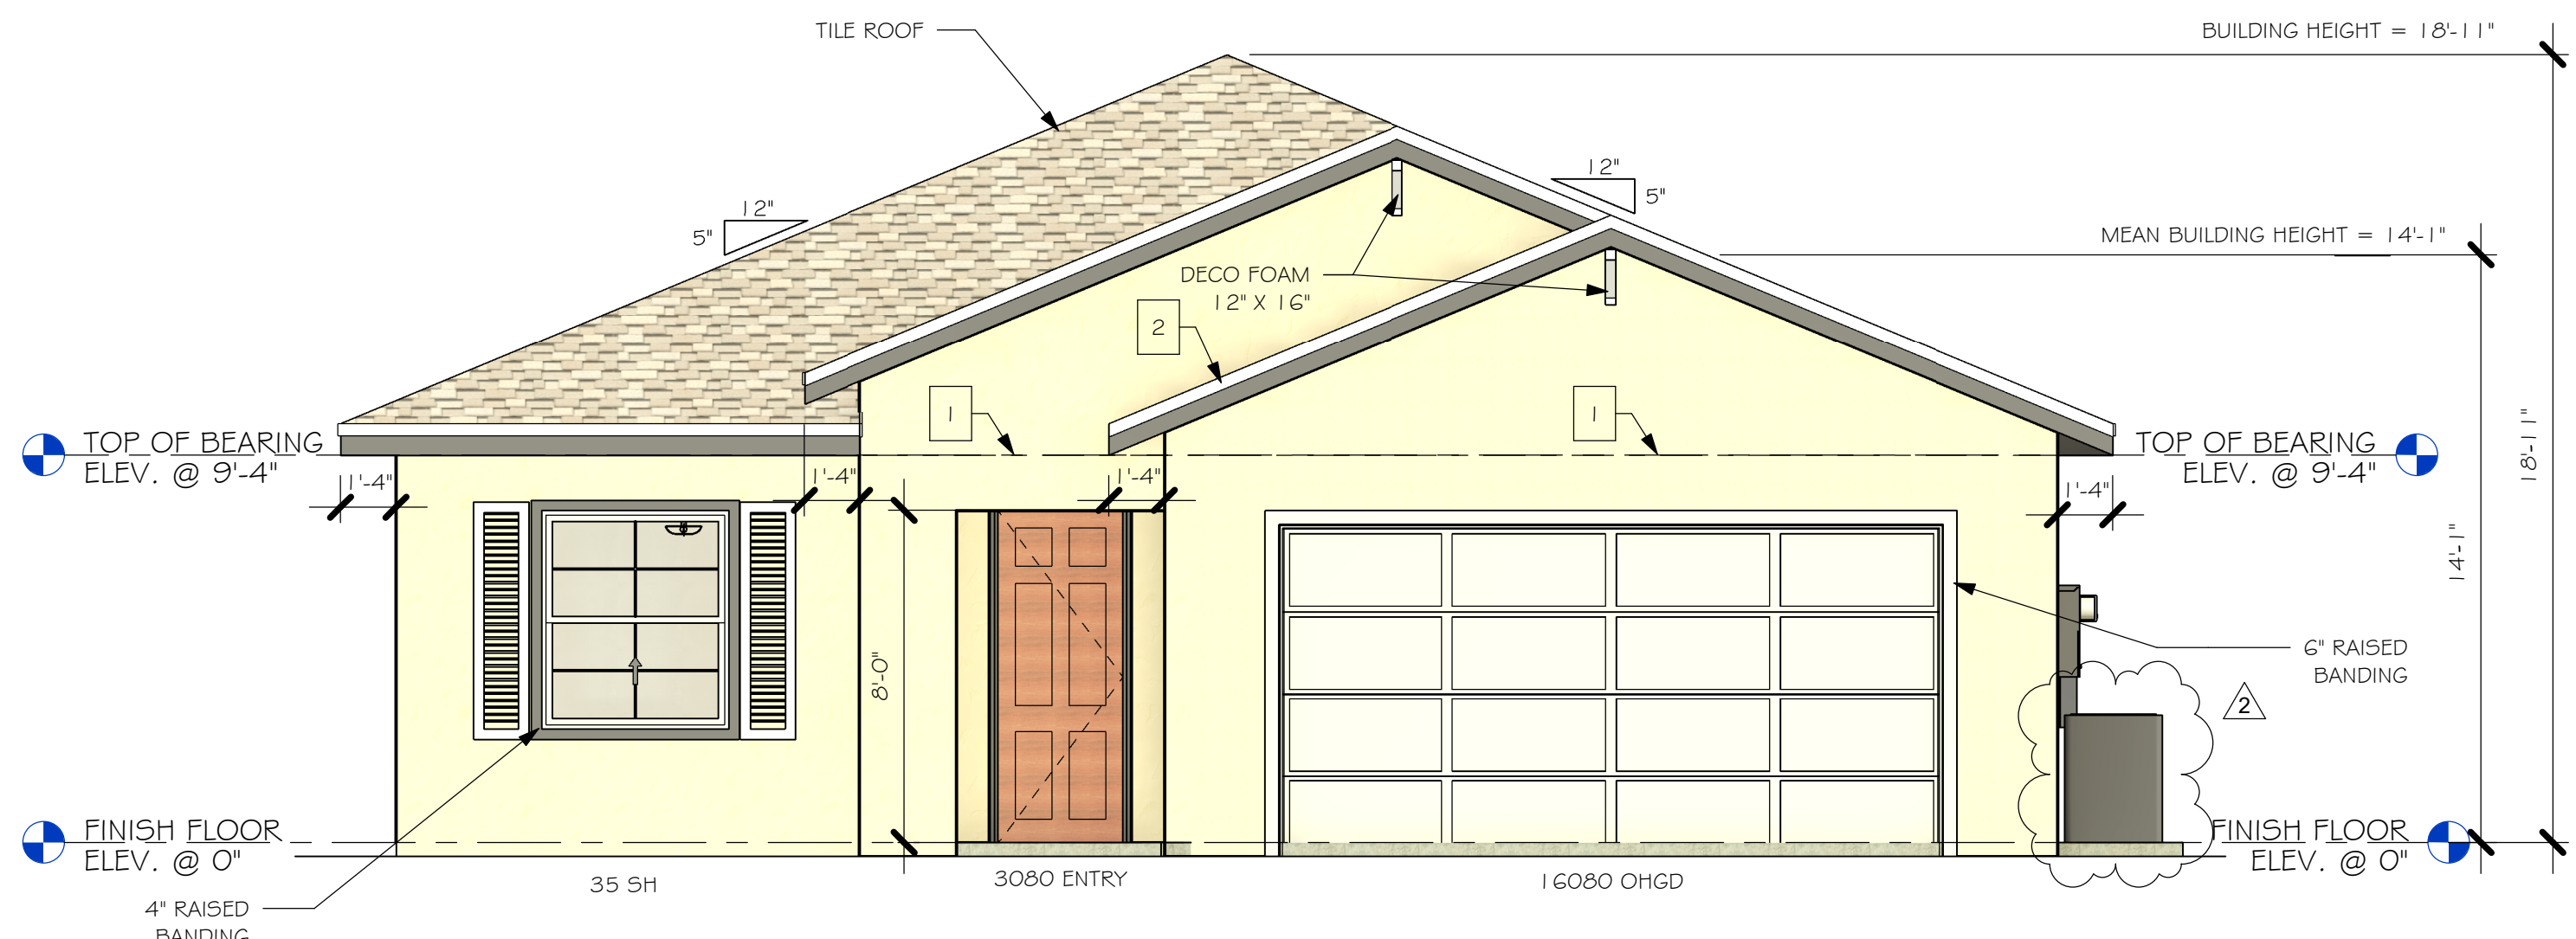 TILE ROOF
BUILDING HEIGHT = 18'-11"
12"
5"
12"
5"
MEAN BUILDING HEIGHT = 14'-1"
DECO FOAM
12" X 16"
2
1
1
TOP OF BEARING
ELEV. @ 9'-4"
TOP OF BEARING
ELEV. @ 9'-4"
18'-11"
1'-4"
1'-4"
1'-4"
1'-4"
14'-1"
8'-0"
6" RAISED
BANDING
2
FINISH FLOOR
ELEV. @ 0"
FINISH FLOOR
ELEV. @ 0"
35 SH
3080 ENTRY
16080 OHGD
4" RAISED
BANDING